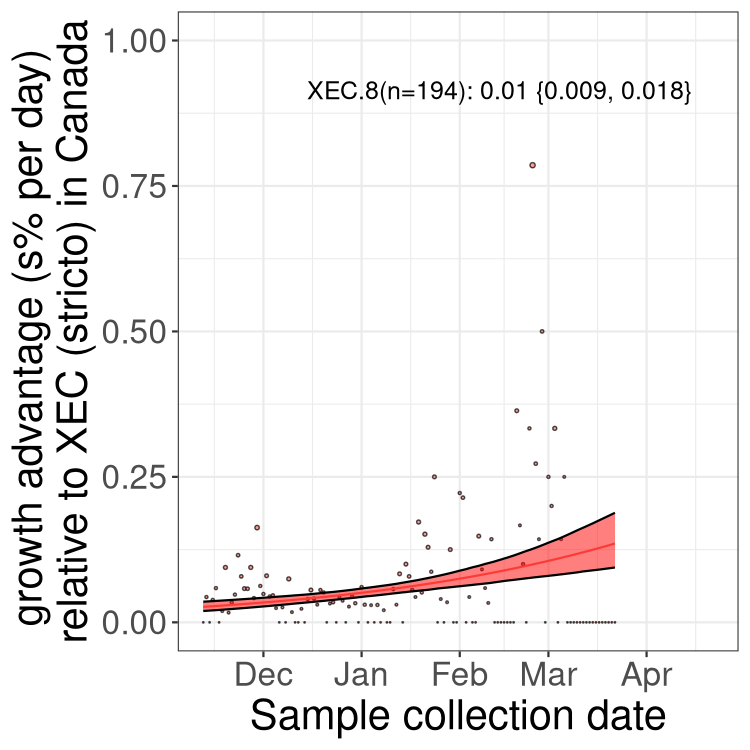 growth advantage (s% per day)
relative to XEC (stricto) in Canada
1.00
0.75
0.50
0.25
0.00
XEC.8(n=194): 0.01 {0.009, 0.018}
Dec Jan Feb Mar Apr
Sample collection date